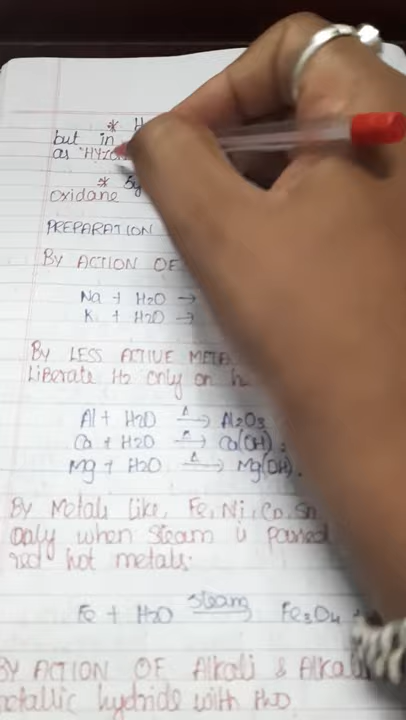 * H
but in
as "Hyzo
* Sy
oxidane
PREPARATION
BY ACTION OF
Na + H2O →
K + H2O →
BY LESS ACTIVE META
Liberate H2 only on h
Al + H2O Δ→ Al2O3
Ca + H2O Δ→ Ca(OH)2
Mg + H2O Δ→ Mg(OH)
By Metals like, Fe, Ni, Co, Sn
Only when Steam is passed
red hot metals.
Fe + H2O steam→ Fe3O4 +
BY ACTION OF Alkali & Alkali
metallic hydride with H2O